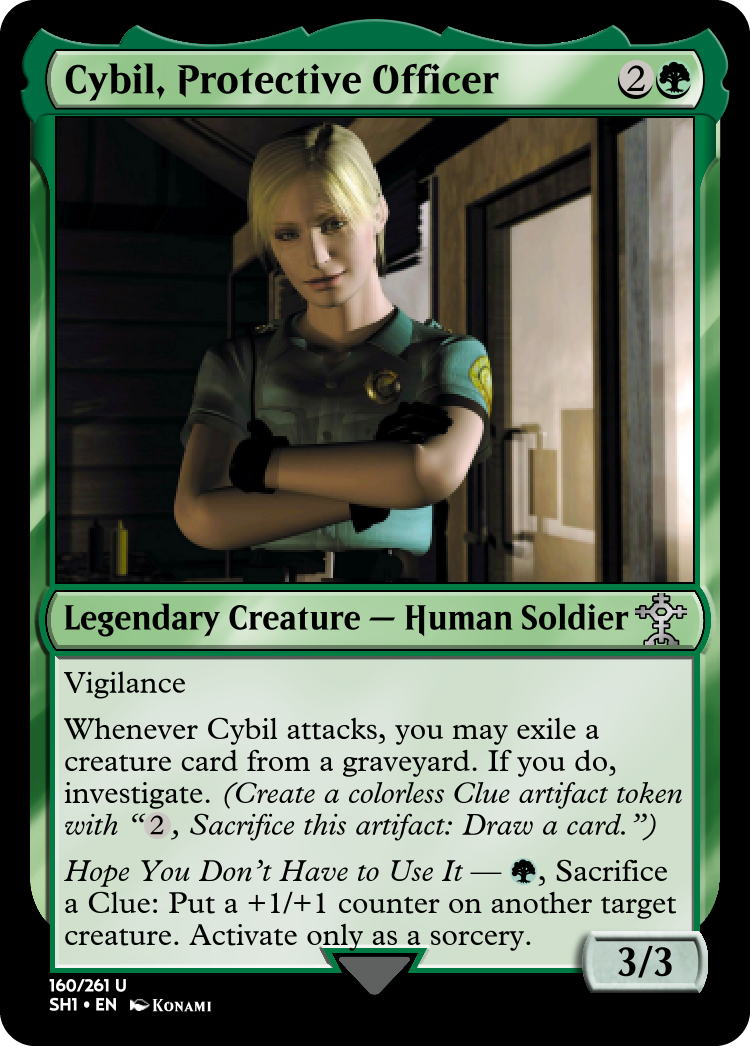 Cybil, Protective Officer 2
Legendary Creature — Human Soldier
Vigilance
Whenever Cybil attacks, you may exile a
creature card from a graveyard. If you do,
investigate. (Create a colorless Clue artifact token
with “2, Sacrifice this artifact: Draw a card.”)
Hope You Don’t Have to Use It — , Sacrifice
a Clue: Put a +1/+1 counter on another target
creature. Activate only as a sorcery.
3/3
160/261 U
SH1 • EN KONAMI